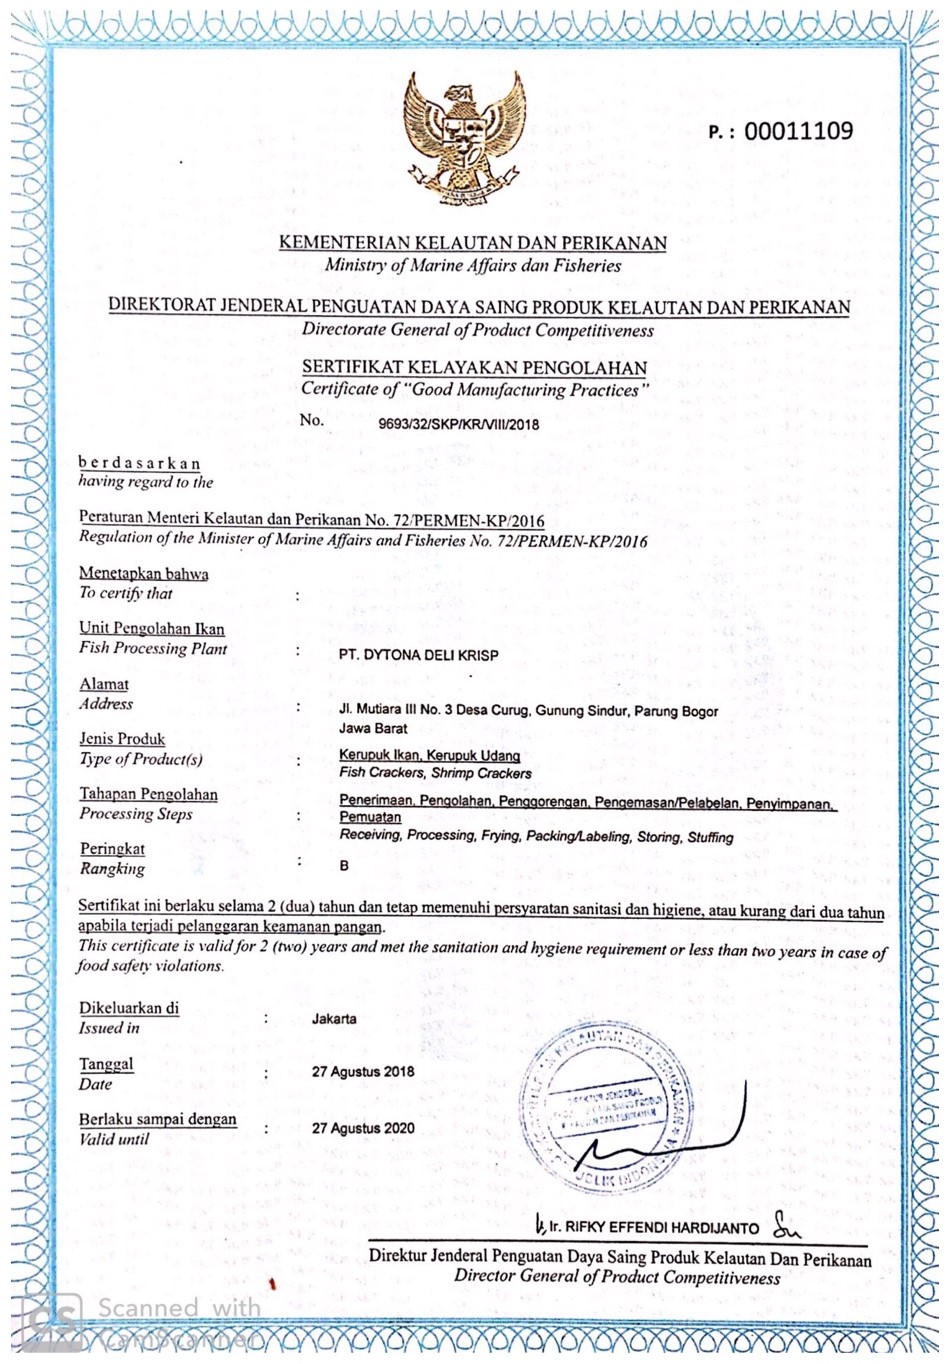 P. : 00011109
KEMENTERIAN KELAUTAN DAN PERIKANAN
Ministry of Marine Affairs dan Fisheries
DIREKTORAT JENDERAL PENGUATAN DAYA SAING PRODUK KELAUTAN DAN PERIKANAN
Directorate General of Product Competitiveness
SERTIFIKAT KELAYAKAN PENGOLAHAN
Certificate of "Good Manufacturing Practices"
No. 9693/32/SKP/KR/VIII/2018
berdasarkan
having regard to the
Peraturan Menteri Kelautan dan Perikanan No. 72/PERMEN-KP/2016
Regulation of the Minister of Marine Affairs and Fisheries No. 72/PERMEN-KP/2016
Menetapkan bahwa
To certify that :
Unit Pengolahan Ikan
Fish Processing Plant : PT. DYTONA DELI KRISP
Alamat
Address : Jl. Mutiara III No. 3 Desa Curug, Gunung Sindur, Parung Bogor
Jawa Barat
Jenis Produk
Type of Product(s) : Kerupuk Ikan, Kerupuk Udang
Fish Crackers, Shrimp Crackers
Tahapan Pengolahan
Processing Steps : Penerimaan, Pengolahan, Penggorengan, Pengemasan/Pelabelan, Penyimpanan,
Pemuatan
Receiving, Processing, Frying, Packing/Labeling, Storing, Stuffing
Peringkat
Rangking : B
Sertifikat ini berlaku selama 2 (dua) tahun dan tetap memenuhi persyaratan sanitasi dan higiene, atau kurang dari dua tahun
apabila terjadi pelanggaran keamanan pangan.
This certificate is valid for 2 (two) years and met the sanitation and hygiene requirement or less than two years in case of
food safety violations.
Dikeluarkan di
Issued in : Jakarta
Tanggal
Date : 27 Agustus 2018
Berlaku sampai dengan
Valid until : 27 Agustus 2020
KELAUTAN DAN PERIKANAN
DIREKTUR JENDERAL
Ir. RIFKY EFFENDI HARDIJANTO
Direktur Jenderal Penguatan Daya Saing Produk Kelautan Dan Perikanan
Director General of Product Competitiveness
CS
Scanned with
CamScanner